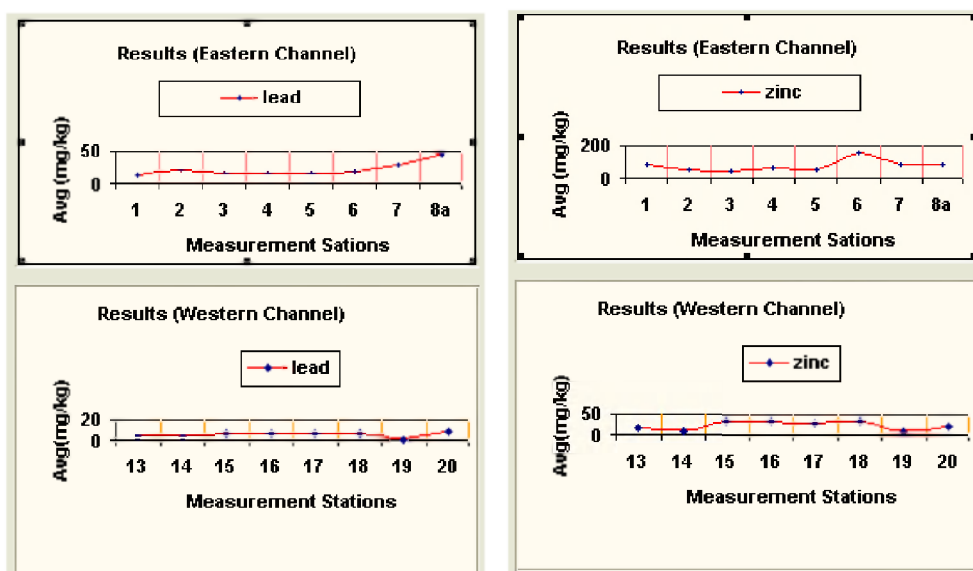 Results (Eastern Channel)
lead
Avg (mg/kg)
50
0
1 2 3 4 5 6 7 8a
Measurement Sations
Results (Eastern Channel)
zinc
Avg (mg/kg)
200
0
1 2 3 4 5 6 7 8a
Measurement Sations
Results (Western Channel)
lead
Avg(mg/kg)
20
0
13 14 15 16 17 18 19 20
Measurement Stations
Results (Western Channel)
zinc
Avg(mg/kg)
50
0
13 14 15 16 17 18 19 20
Measurement Stations